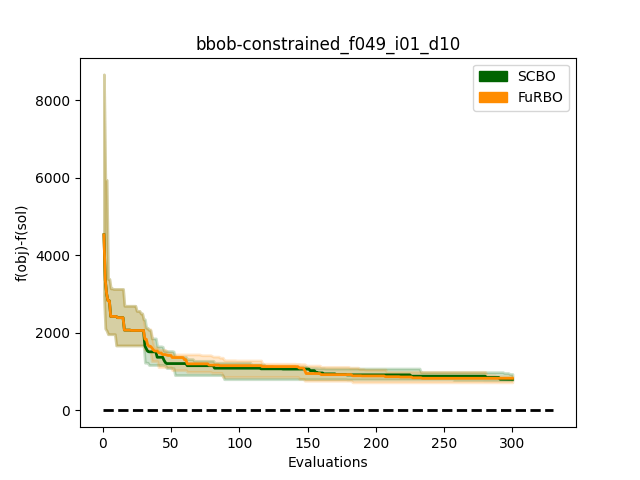 bbob-constrained_f049_i01_d10
SCBO
FuRBO
8000
6000
4000
2000
0
f(obj)-f(sol)
0 50 100 150 200 250 300
Evaluations